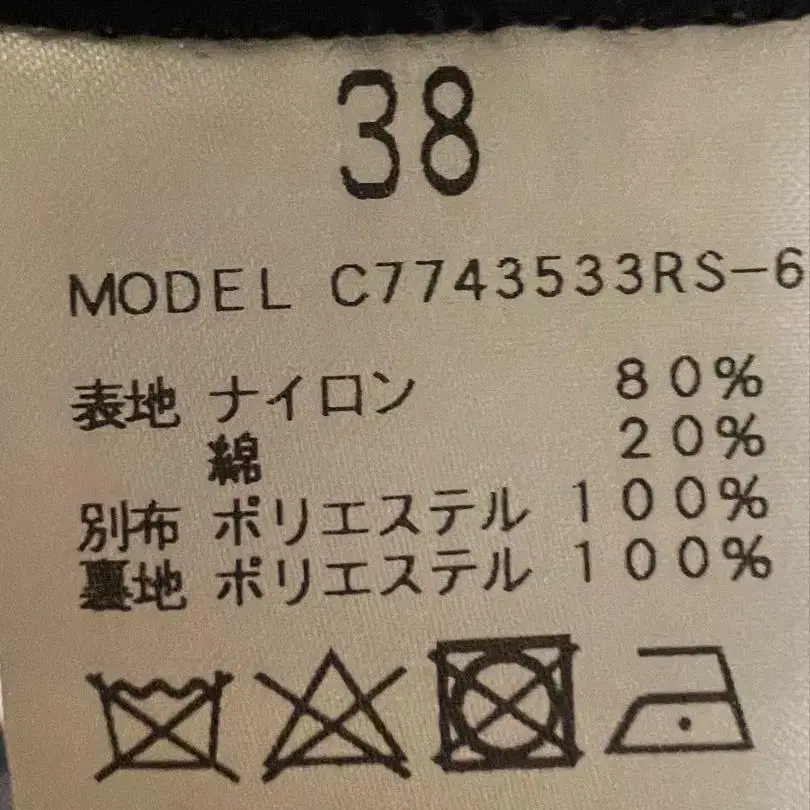 38
MODEL C7743533RS-6
表地 ナイロン 80%
綿 20%
別布 ポリエステル 100%
裏地 ポリエステル 100%